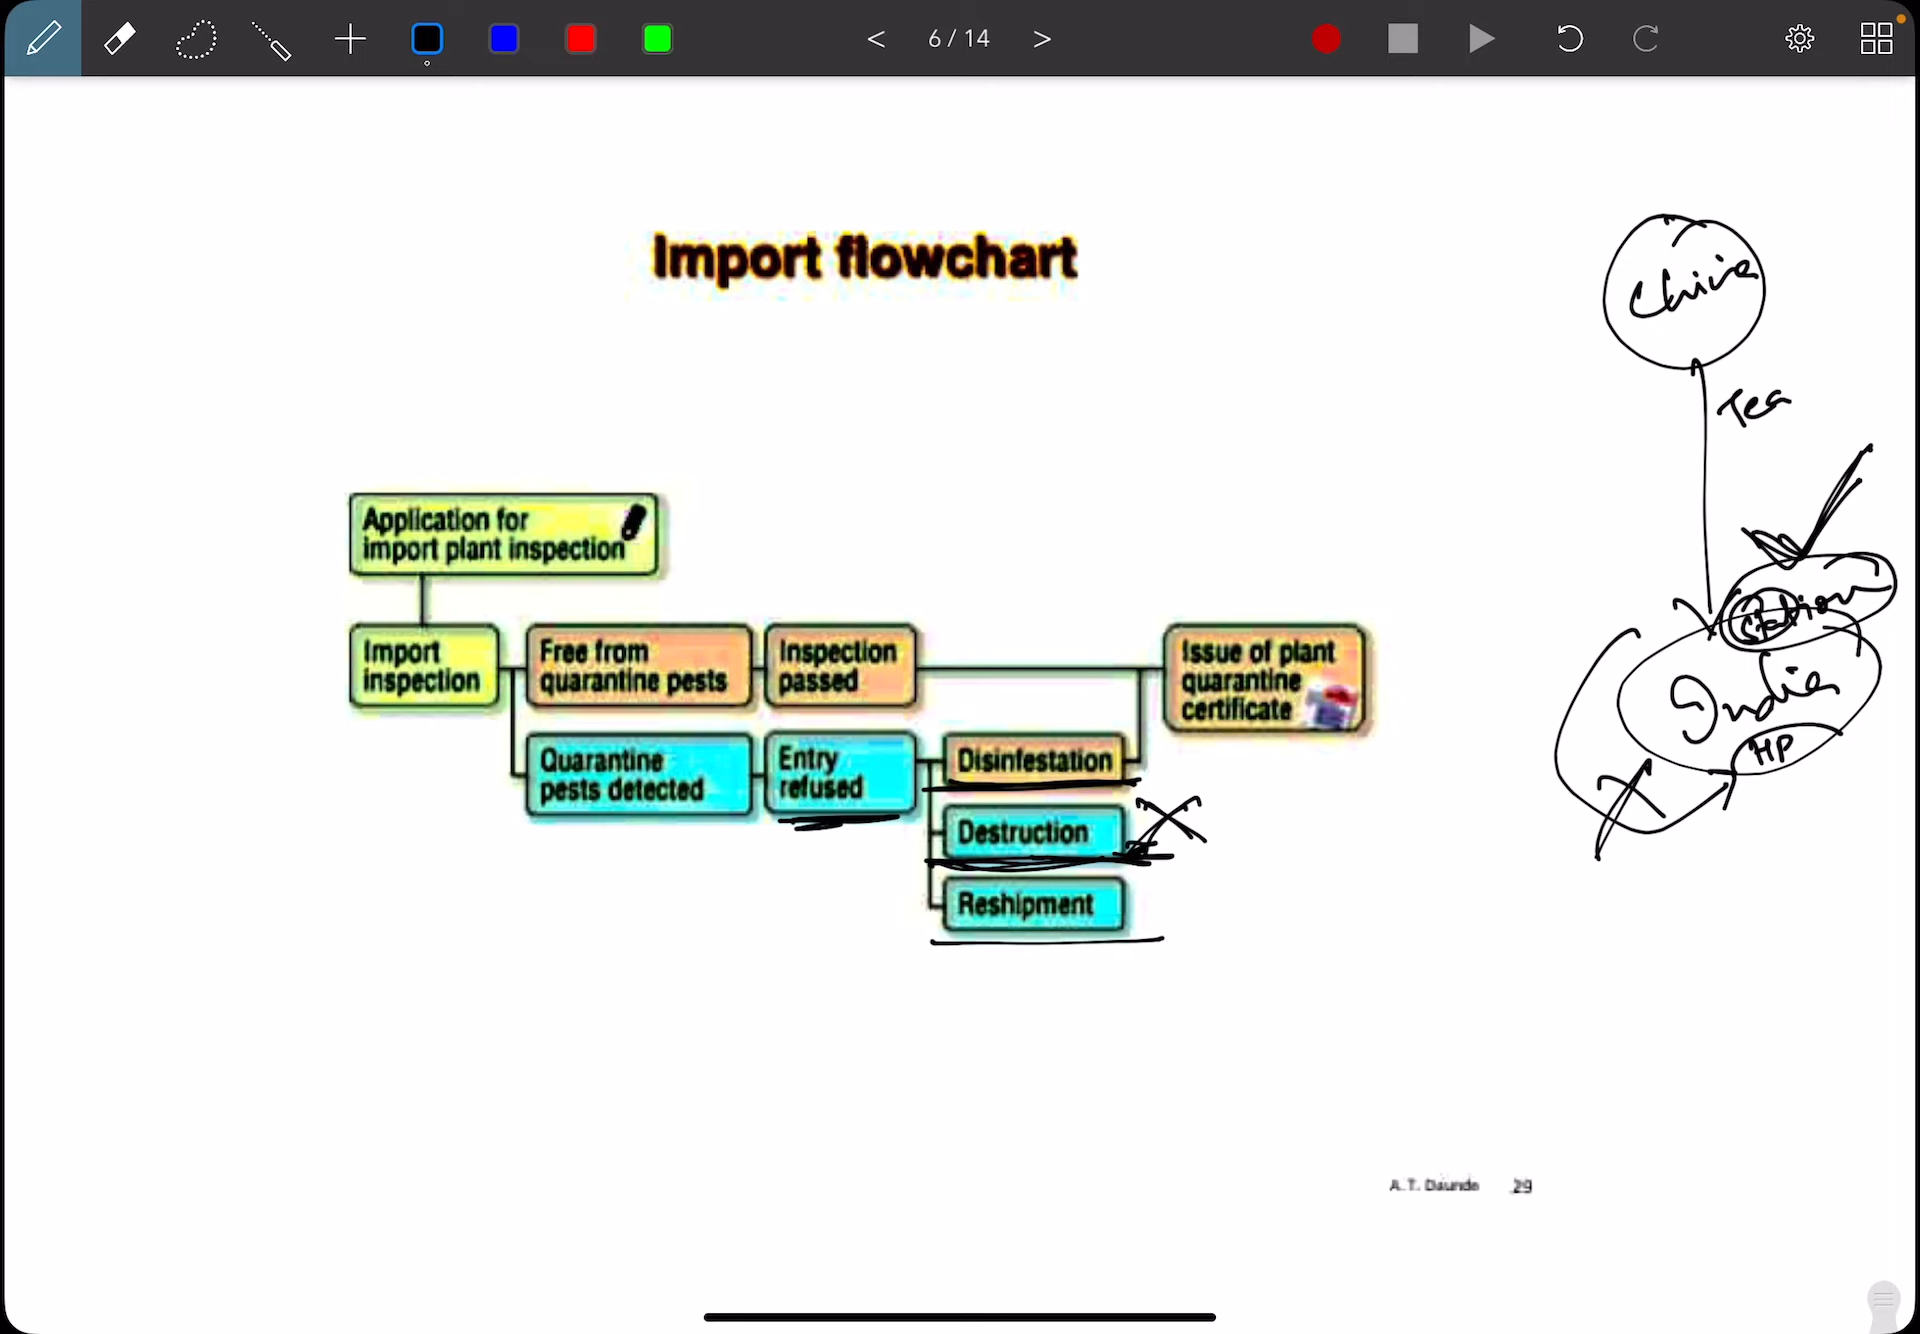 6 / 14
Import flowchart
China
Tea
Application for
import plant inspection
Station
Import
inspection
Free from
quarantine pests
Inspection
passed
Issue of plant
quarantine
certificate
India
HP
Quarantine
pests detected
Entry
refused
Disinfestation
Destruction
Reshipment
A. T. Daunde 29